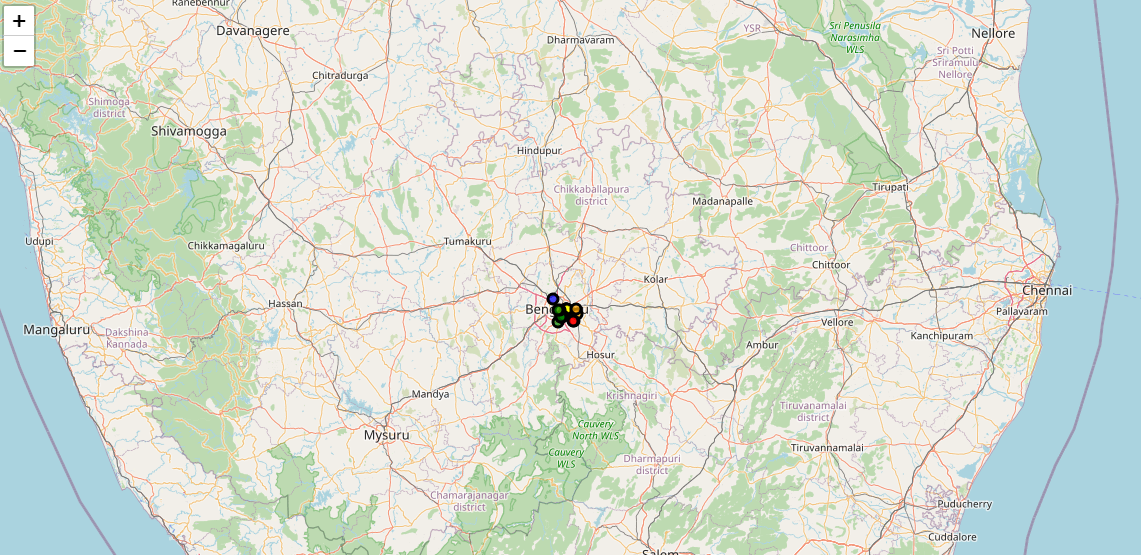 +
−
Ranebennur
Davanagere
Dharmavaram
YSR
Sri Penusila
Narasimha
WLS
Nellore
Sri Potti
Sriramulu
Nellore
Chitradurga
Shimoga
district
Shivamogga
Hindupur
Tirupati
Chikkaballapura
district
Madanapalle
Udupi
Chikkamagaluru
Tumakuru
Chittoor
Chittoor
Kolar
Chennai
Hassan
Pallavaram
Mangaluru
Dakshina
Kannada
Vellore
Kanchipuram
Ambur
Hosur
Mandya
Krishnagiri
Tiruvanamalai
district
Cauvery
North WLS
Mysuru
Tiruvannamalai
Cauvery
WLS
Dharmapuri
district
chamarajanagar
district
Puducherry
Cuddalore
Salem